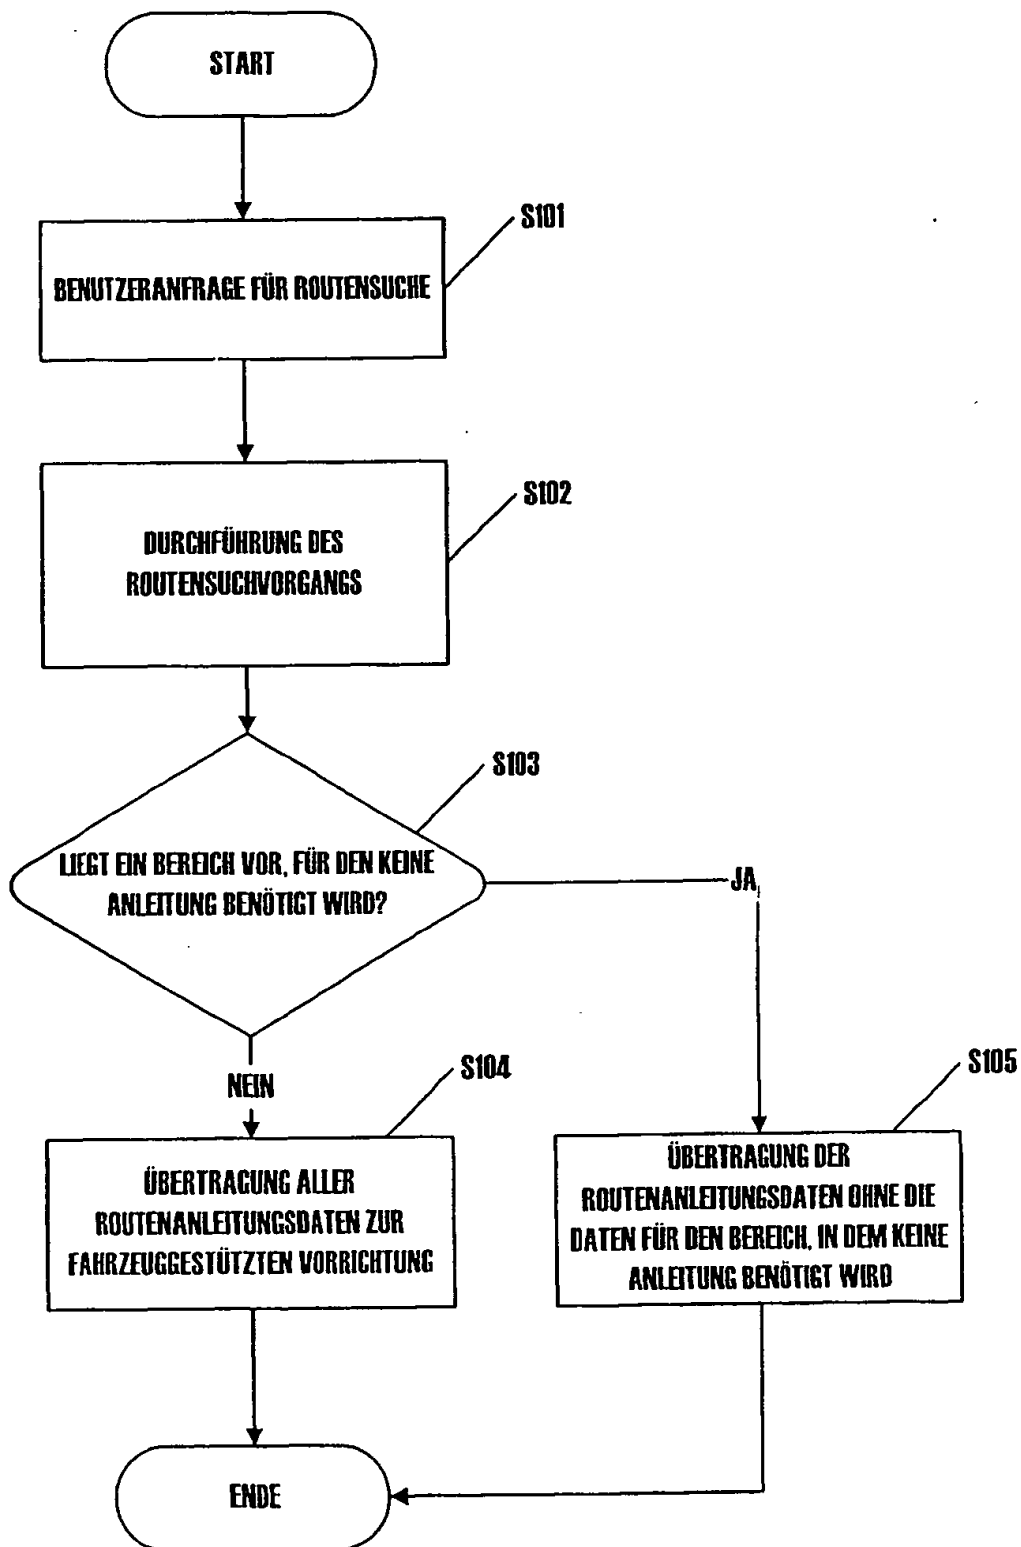 START
S101
BENUTZERANFRAGE FÜR ROUTENSUCHE
S102
DURCHFÜHRUNG DES
ROUTENSUCHVORGANGS
S103
LIEGT EIN BEREICH VOR, FÜR DEN KEINE
ANLEITUNG BENÖTIGT WIRD?
JA
NEIN
S104
ÜBERTRAGUNG ALLER
ROUTENANLEITUNGSDATEN ZUR
FAHRZEUGGESTÜTZTEN VORRICHTUNG
S105
ÜBERTRAGUNG DER
ROUTENANLEITUNGSDATEN OHNE DIE
DATEN FÜR DEN BEREICH, IN DEM KEINE
ANLEITUNG BENÖTIGT WIRD
ENDE